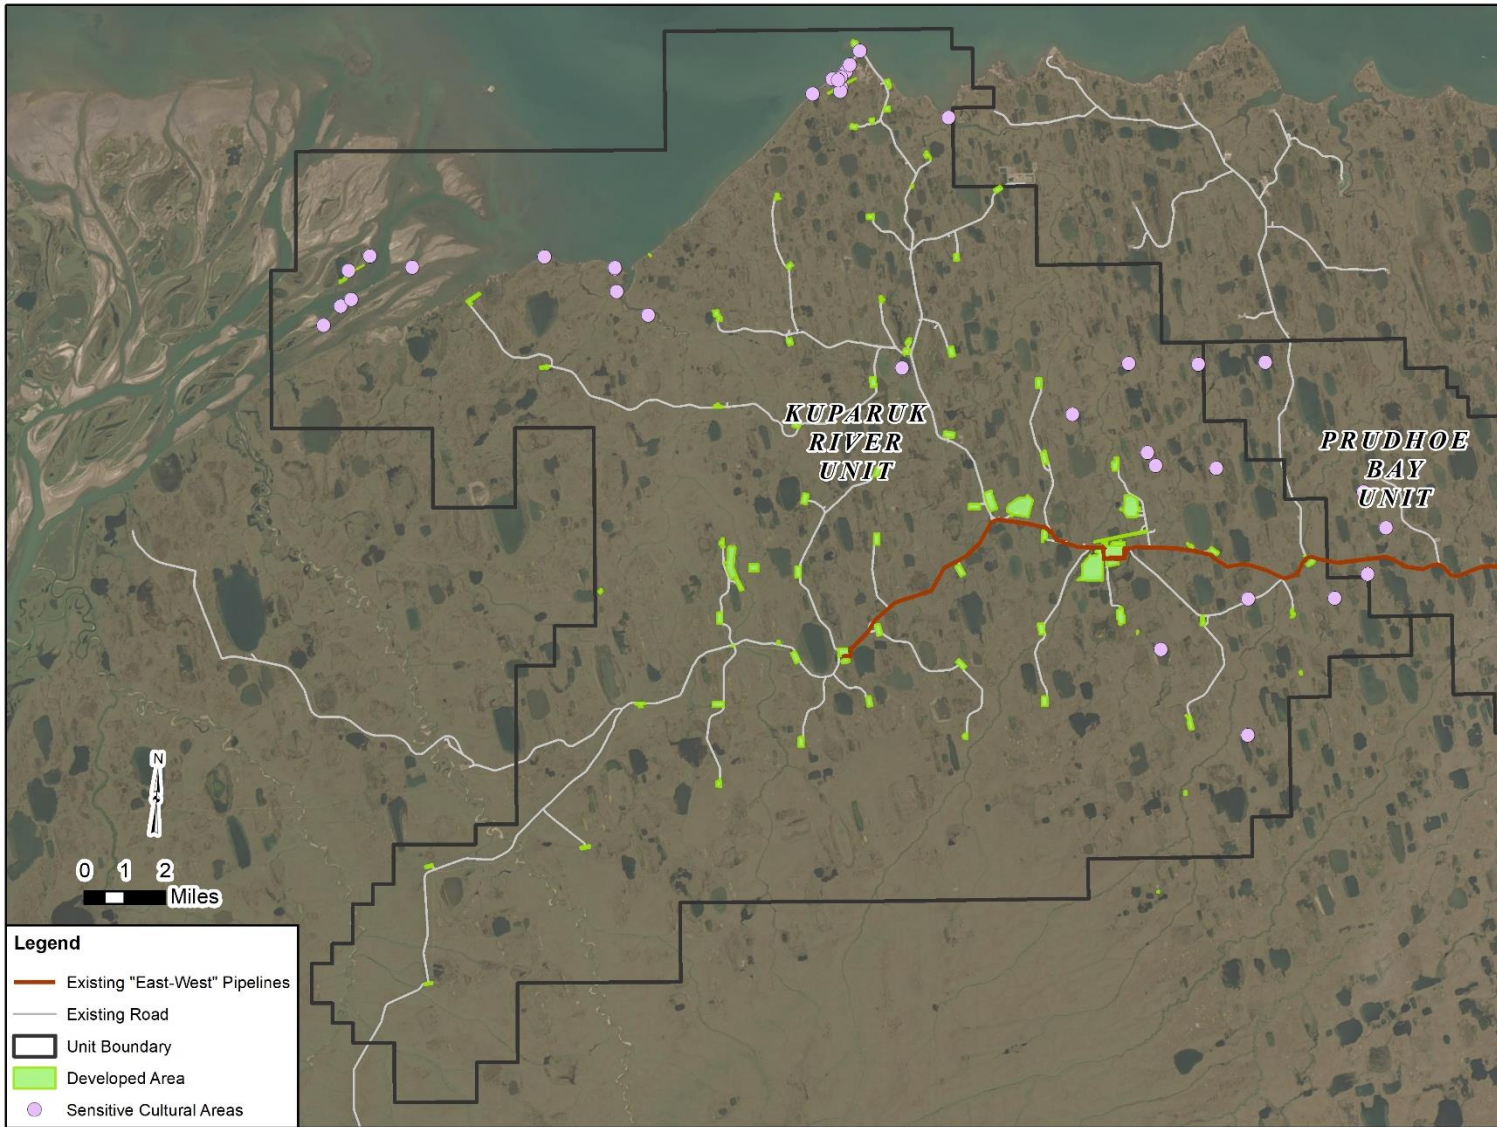 KUPARUK
RIVER
UNIT
PRUDHOE
BAY
UNIT
N
0 1 2
Miles
Legend
Existing "East-West" Pipelines
Existing Road
Unit Boundary
Developed Area
Sensitive Cultural Areas